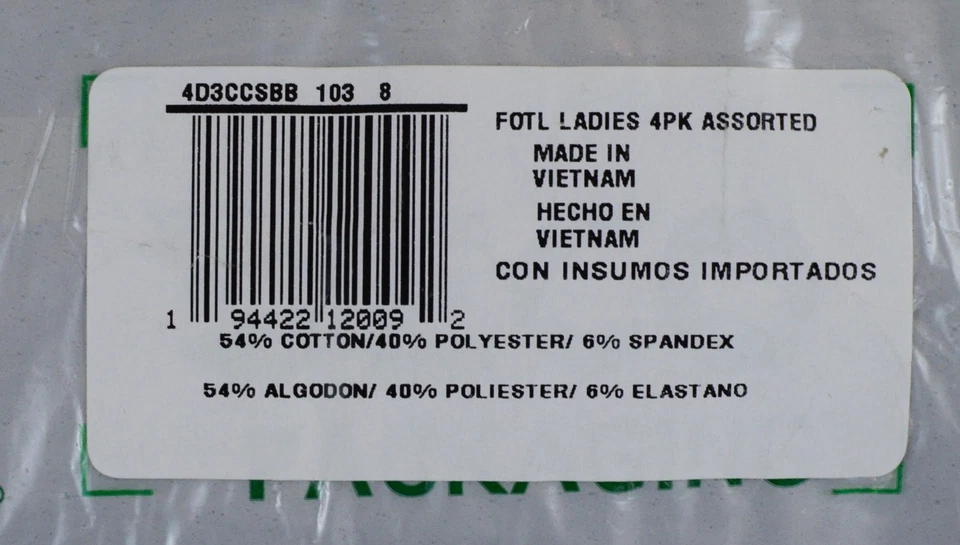 4D3CCSBB 103 8
FOTL LADIES 4PK ASSORTED
MADE IN
VIETNAM
HECHO EN
VIETNAM
CON INSUMOS IMPORTADOS
1 94422 12009 2
54% COTTON/40% POLYESTER/ 6% SPANDEX
54% ALGODON/ 40% POLIESTER/ 6% ELASTANO